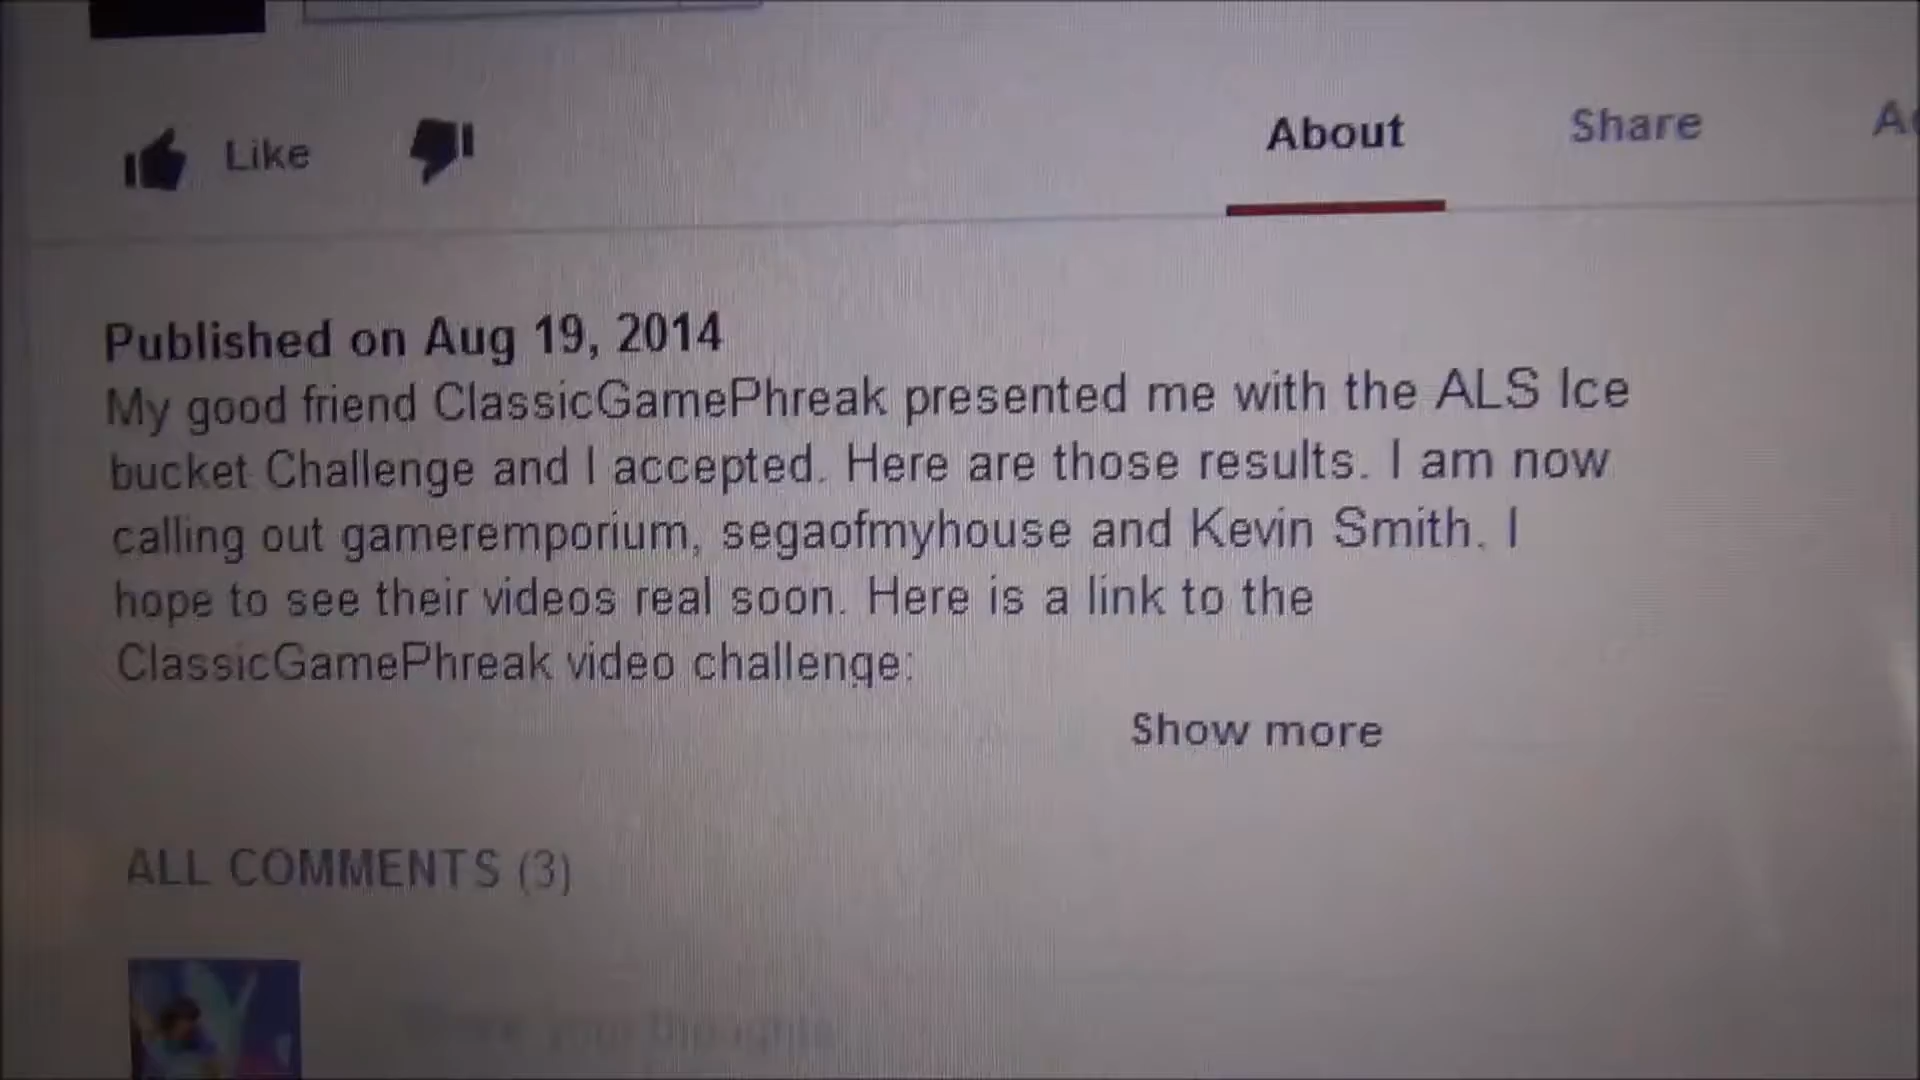 Like
About
Share
Published on Aug 19, 2014
My good friend ClassicGamePhreak presented me with the ALS Ice
bucket Challenge and I accepted. Here are those results. I am now
calling out gameremporium, segaofmyhouse and Kevin Smith. I
hope to see their videos real soon. Here is a link to the
ClassicGamePhreak video challenge:
Show more
ALL COMMENTS (3)